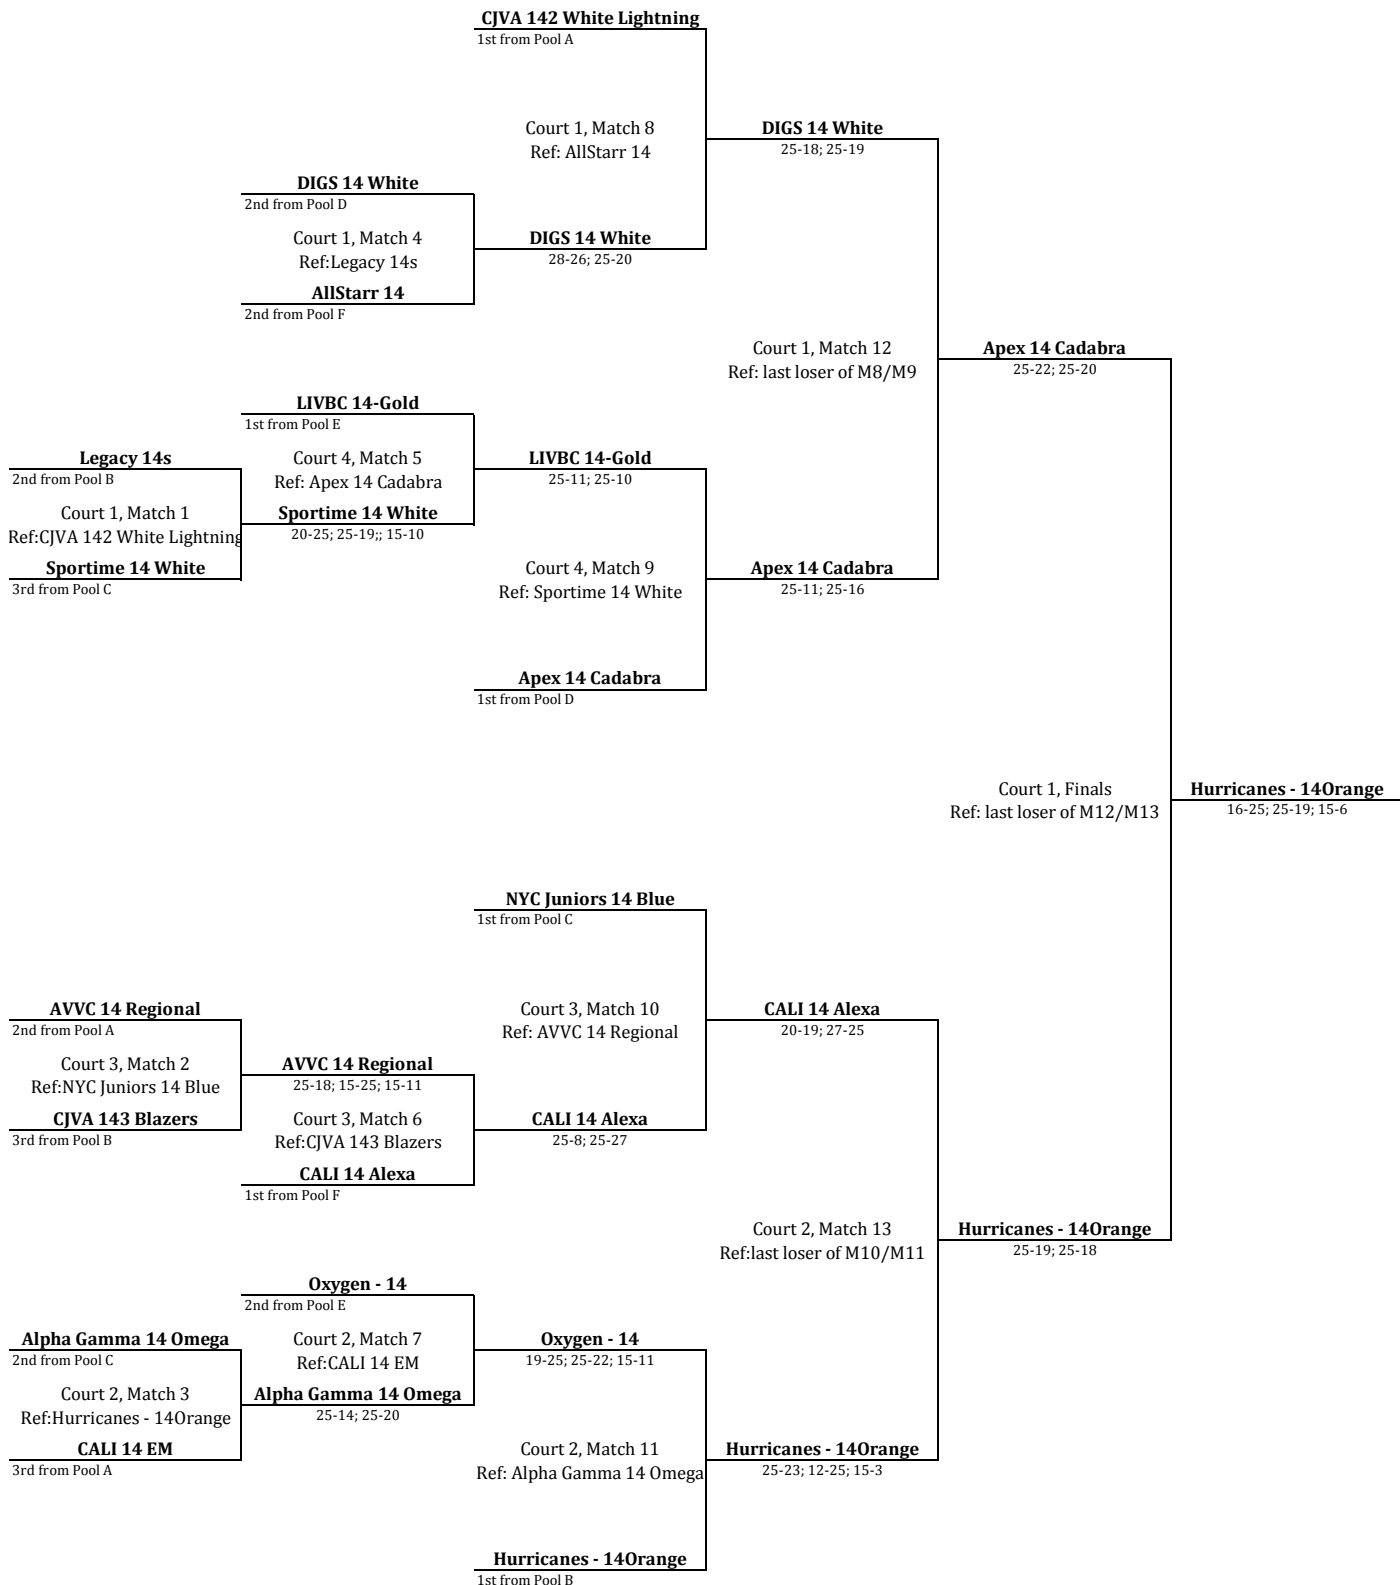 CJVA 142 White Lightning
1st from Pool A
Court 1, Match 8
Ref: AllStarr 14
DIGS 14 White
25-18; 25-19
DIGS 14 White
2nd from Pool D
Court 1, Match 4
Ref:Legacy 14s
DIGS 14 White
28-26; 25-20
AllStarr 14
2nd from Pool F
Court 1, Match 12
Ref: last loser of M8/M9
Apex 14 Cadabra
25-22; 25-20
LIVBC 14-Gold
1st from Pool E
Legacy 14s
2nd from Pool B
Court 4, Match 5
Ref: Apex 14 Cadabra
LIVBC 14-Gold
25-11; 25-10
Court 1, Match 1
Ref:CJVA 142 White Lightning
Sportime 14 White
20-25; 25-19;; 15-10
Sportime 14 White
3rd from Pool C
Court 4, Match 9
Ref: Sportime 14 White
Apex 14 Cadabra
25-11; 25-16
Apex 14 Cadabra
1st from Pool D
Court 1, Finals
Ref: last loser of M12/M13
Hurricanes - 14Orange
16-25; 25-19; 15-6
NYC Juniors 14 Blue
1st from Pool C
AVVC 14 Regional
2nd from Pool A
Court 3, Match 10
Ref: AVVC 14 Regional
CALI 14 Alexa
20-19; 27-25
Court 3, Match 2
Ref:NYC Juniors 14 Blue
AVVC 14 Regional
25-18; 15-25; 15-11
CJVA 143 Blazers
3rd from Pool B
Court 3, Match 6
Ref:CJVA 143 Blazers
CALI 14 Alexa
25-8; 25-27
CALI 14 Alexa
1st from Pool F
Court 2, Match 13
Ref:last loser of M10/M11
Hurricanes - 14Orange
25-19; 25-18
Oxygen - 14
2nd from Pool E
Alpha Gamma 14 Omega
2nd from Pool C
Court 2, Match 7
Ref:CALI 14 EM
Oxygen - 14
19-25; 25-22; 15-11
Court 2, Match 3
Ref:Hurricanes - 14Orange
Alpha Gamma 14 Omega
25-14; 25-20
CALI 14 EM
3rd from Pool A
Court 2, Match 11
Ref: Alpha Gamma 14 Omega
Hurricanes - 14Orange
25-23; 12-25; 15-3
Hurricanes - 14Orange
1st from Pool B